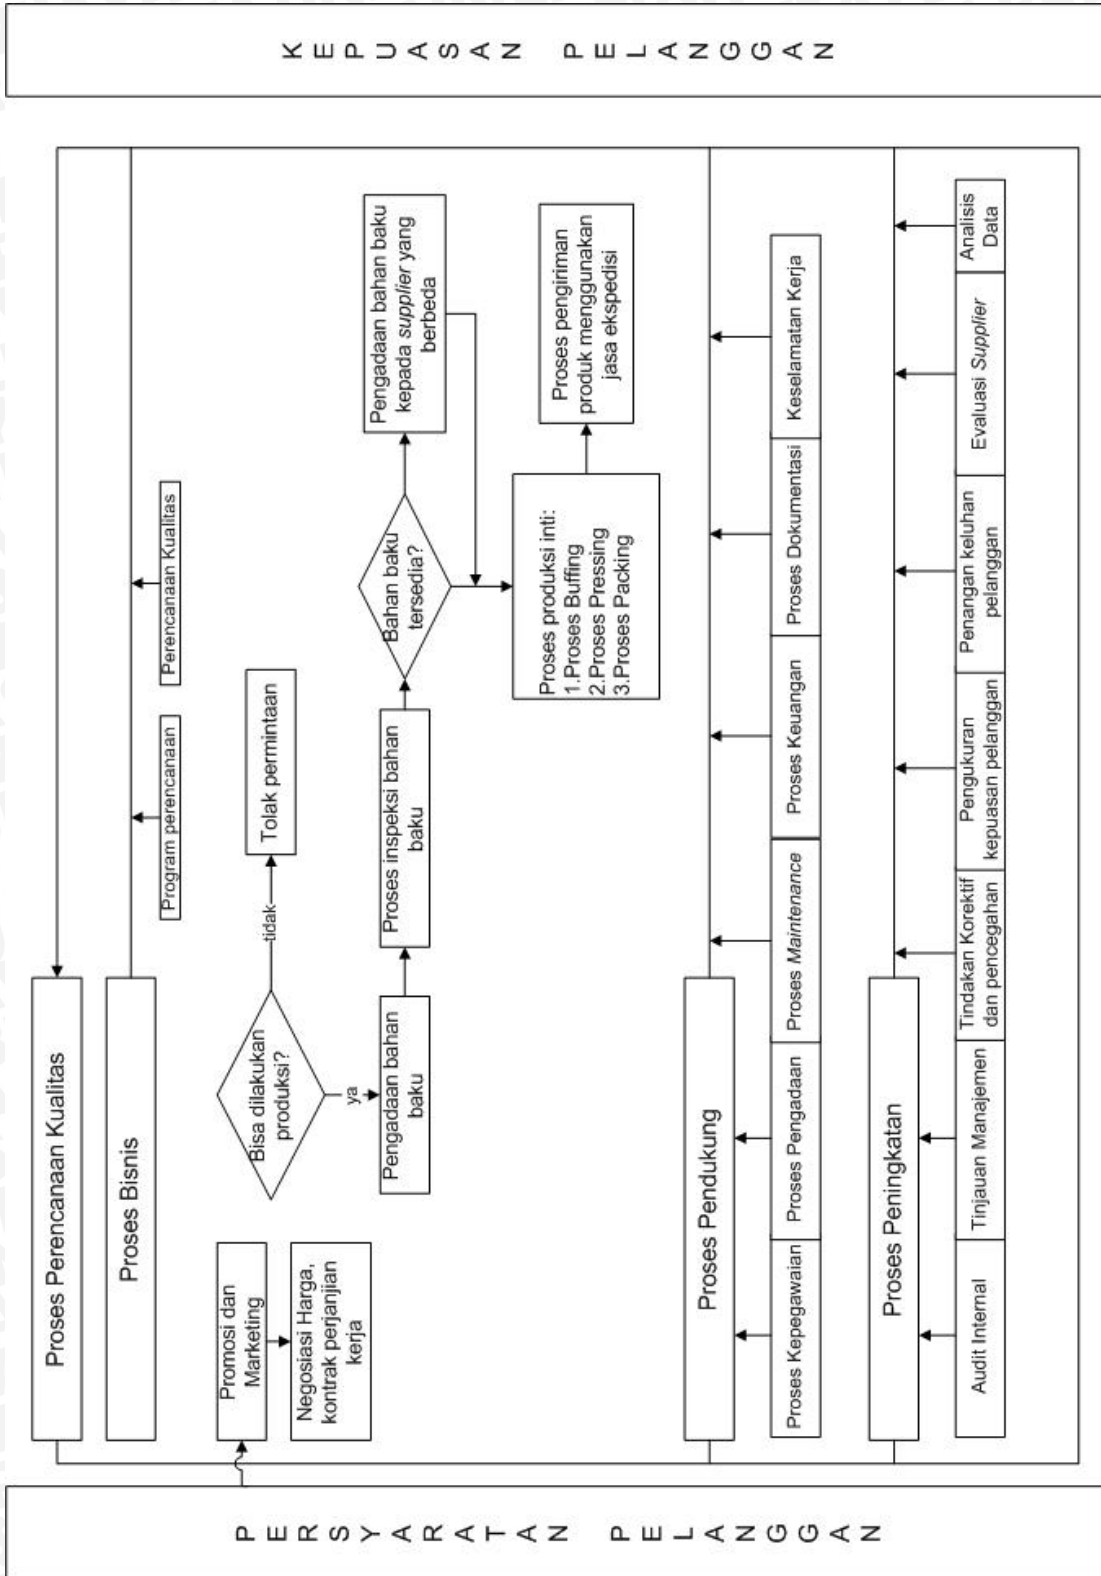 PERSYARATAN PELANGGAN
KEPUASAN PELANGGAN
Proses Perencanaan Kualitas
Proses Bisnis
Program perencanaan
Perencanaan Kualitas
Promosi dan
Marketing
Negosiasi Harga,
kontrak perjanjian
kerja
Bisa dilakukan
produksi?
tidak
Tolak permintaan
ya
Pengadaan bahan
baku
Proses inspeksi bahan
baku
Bahan baku
tersedia?
Pengadaan bahan baku
kepada supplier yang
berbeda
Proses produksi inti:
1.Proses Buffing
2.Proses Pressing
3.Proses Packing
Proses pengiriman
produk menggunakan
jasa ekspedisi
Proses Pendukung
Proses Kepegawaian
Proses Pengadaan
Proses Maintenance
Proses Keuangan
Proses Dokumentasi
Keselamatan Kerja
Proses Peningkatan
Audit Internal
Tinjauan Manajemen
Tindakan Korektif
dan pencegahan
Pengukuran
kepuasan pelanggan
Penangan keluhan
pelanggan
Evaluasi Supplier
Analisis
Data